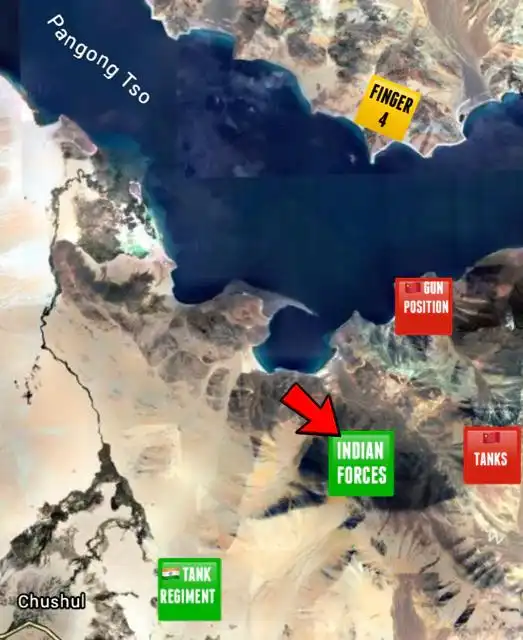 Pangong Tso
FINGER
4
GUN
POSITION
INDIAN
FORCES
TANKS
TANK
REGIMENT
Chushul